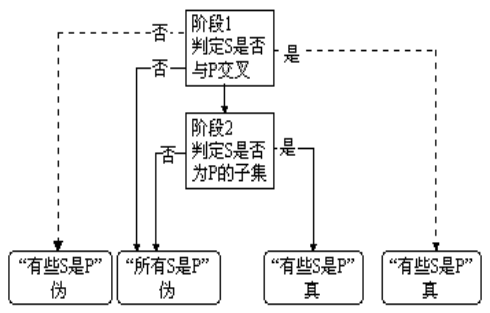 阶段1
判定S是否
与P交叉
否
否
是
阶段2
判定S是否
为P的子集
否
是
“有些S是P”
伪
“所有S是P”
伪
“有些S是P”
真
“有些S是P”
真